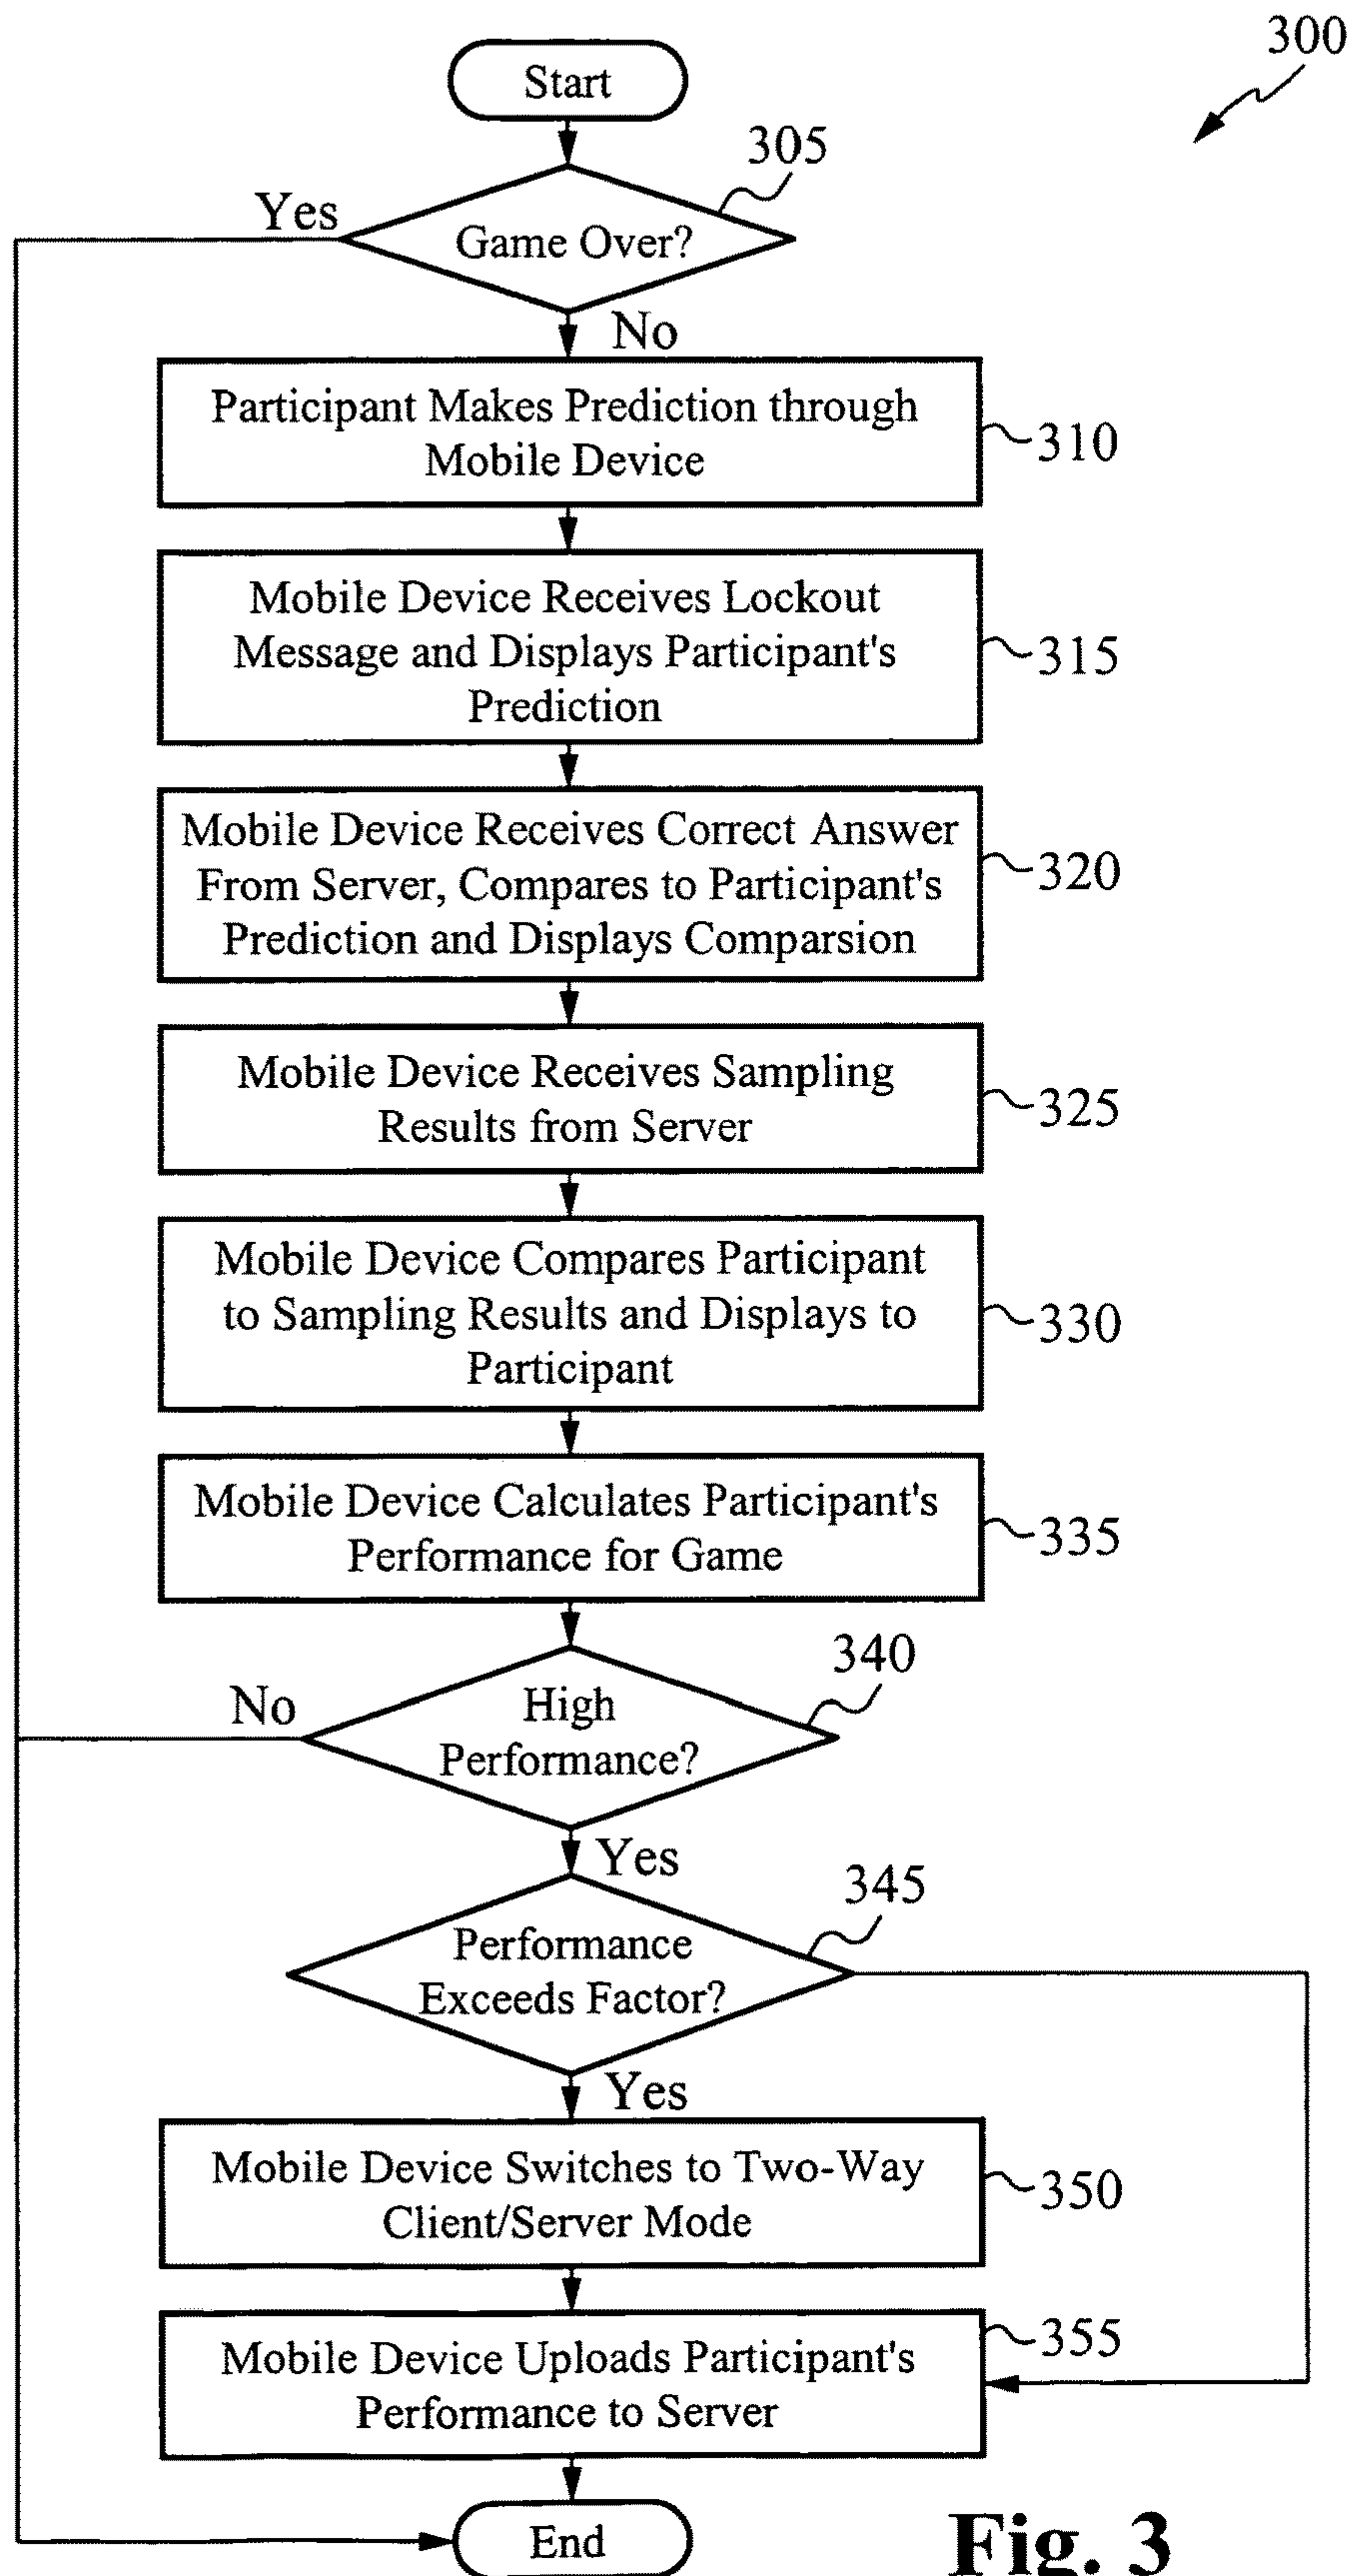 300
Start
305
Yes
Game Over?
No
Participant Makes Prediction through
Mobile Device
310
Mobile Device Receives Lockout
Message and Displays Participant's
Prediction
315
Mobile Device Receives Correct Answer
From Server, Compares to Participant's
Prediction and Displays Comparsion
320
Mobile Device Receives Sampling
Results from Server
325
Mobile Device Compares Participant
to Sampling Results and Displays to
Participant
330
Mobile Device Calculates Participant's
Performance for Game
335
340
No
High
Performance?
Yes
345
Performance
Exceeds Factor?
Yes
Mobile Device Switches to Two-Way
Client/Server Mode
350
Mobile Device Uploads Participant's
Performance to Server
355
End
Fig. 3